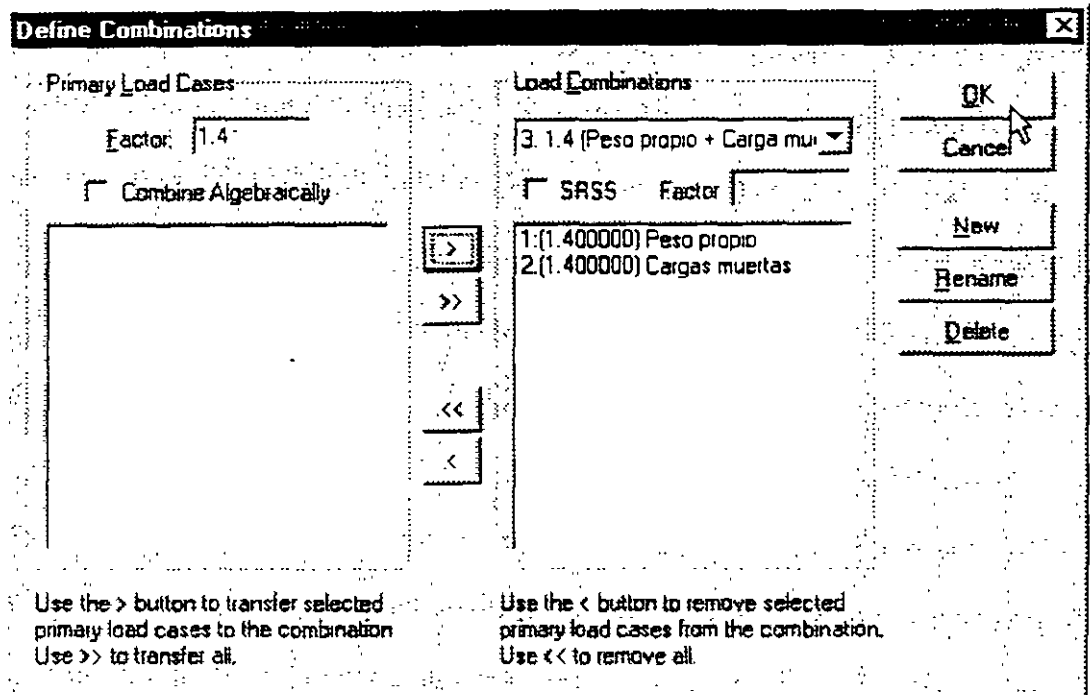 Define Combinations
Primary Load Cases
Factor: 1.4
Combine Algebraically
>
>>
<<
<
Load Combinations
3. 1.4 (Peso propio + Carga mue
SRSS Factor
1:(1.400000) Peso propio
2.(1.400000) Cargas muertas
OK
Cancel
New
Rename
Delete
Use the > button to transfer selected
primary load cases to the combination
Use >> to transfer all.
Use the < button to remove selected
primary load cases from the combination.
Use << to remove all.